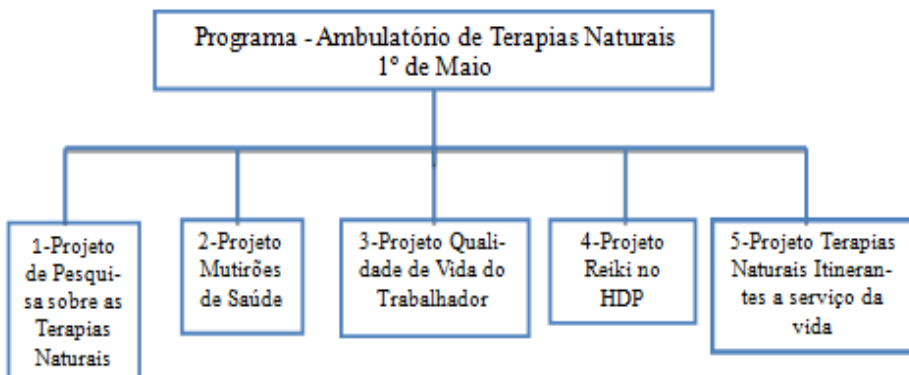 Programa - Ambulatório de Terapias Naturais
1º de Maio
1-Projeto
de Pesqui-
sa sobre as
Terapias
Naturais
2-Projeto
Mutirões
de Saúde
3-Projeto Quali-
dade de Vida do
Trabalhador
4-Projeto
Reiki no
HDP
5-Projeto Terapias
Naturais Itineran-
tes a serviço da
vida